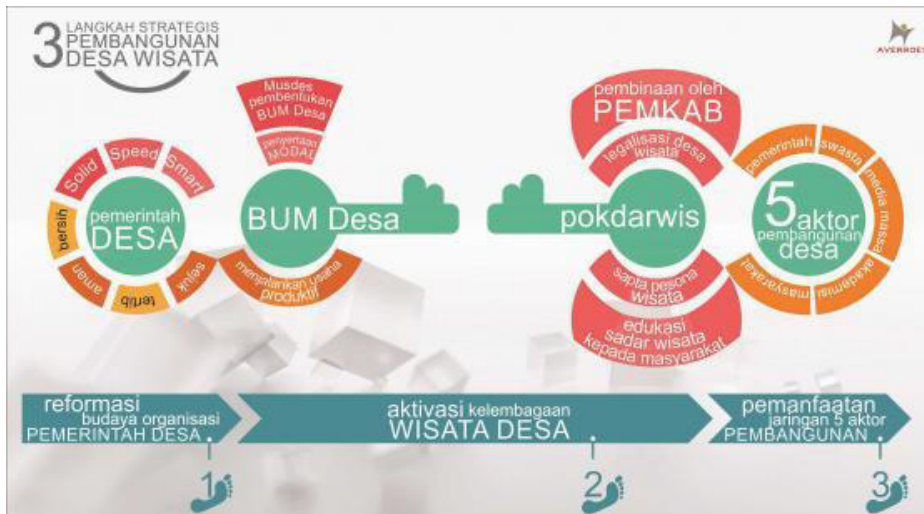 3 LANGKAH STRATEGIS
PEMBANGUNAN
DESA WISATA
AVERROES
Solid
Speed
Smart
bersih
aman
tertib
sejuk
pemerintah
DESA
Musdes
pembentukan
BUM Desa
penyertaan
MODAL
BUM Desa
menjalankan usaha
produktif
pembinaan oleh
PEMKAB
legalisasi desa
wisata
pokdarwis
sapta pesona
wisata
edukasi
sadar wisata
kepada masyarakat
pemerintah
swasta
media massa
akademisi
masyarakat
5 aktor
pembangunan
desa
reformasi
budaya organisasi
PEMERINTAH DESA
1
aktivasi kelembagaan
WISATA DESA
2
pemanfaatan
jaringan 5 aktor
PEMBANGUNAN
3